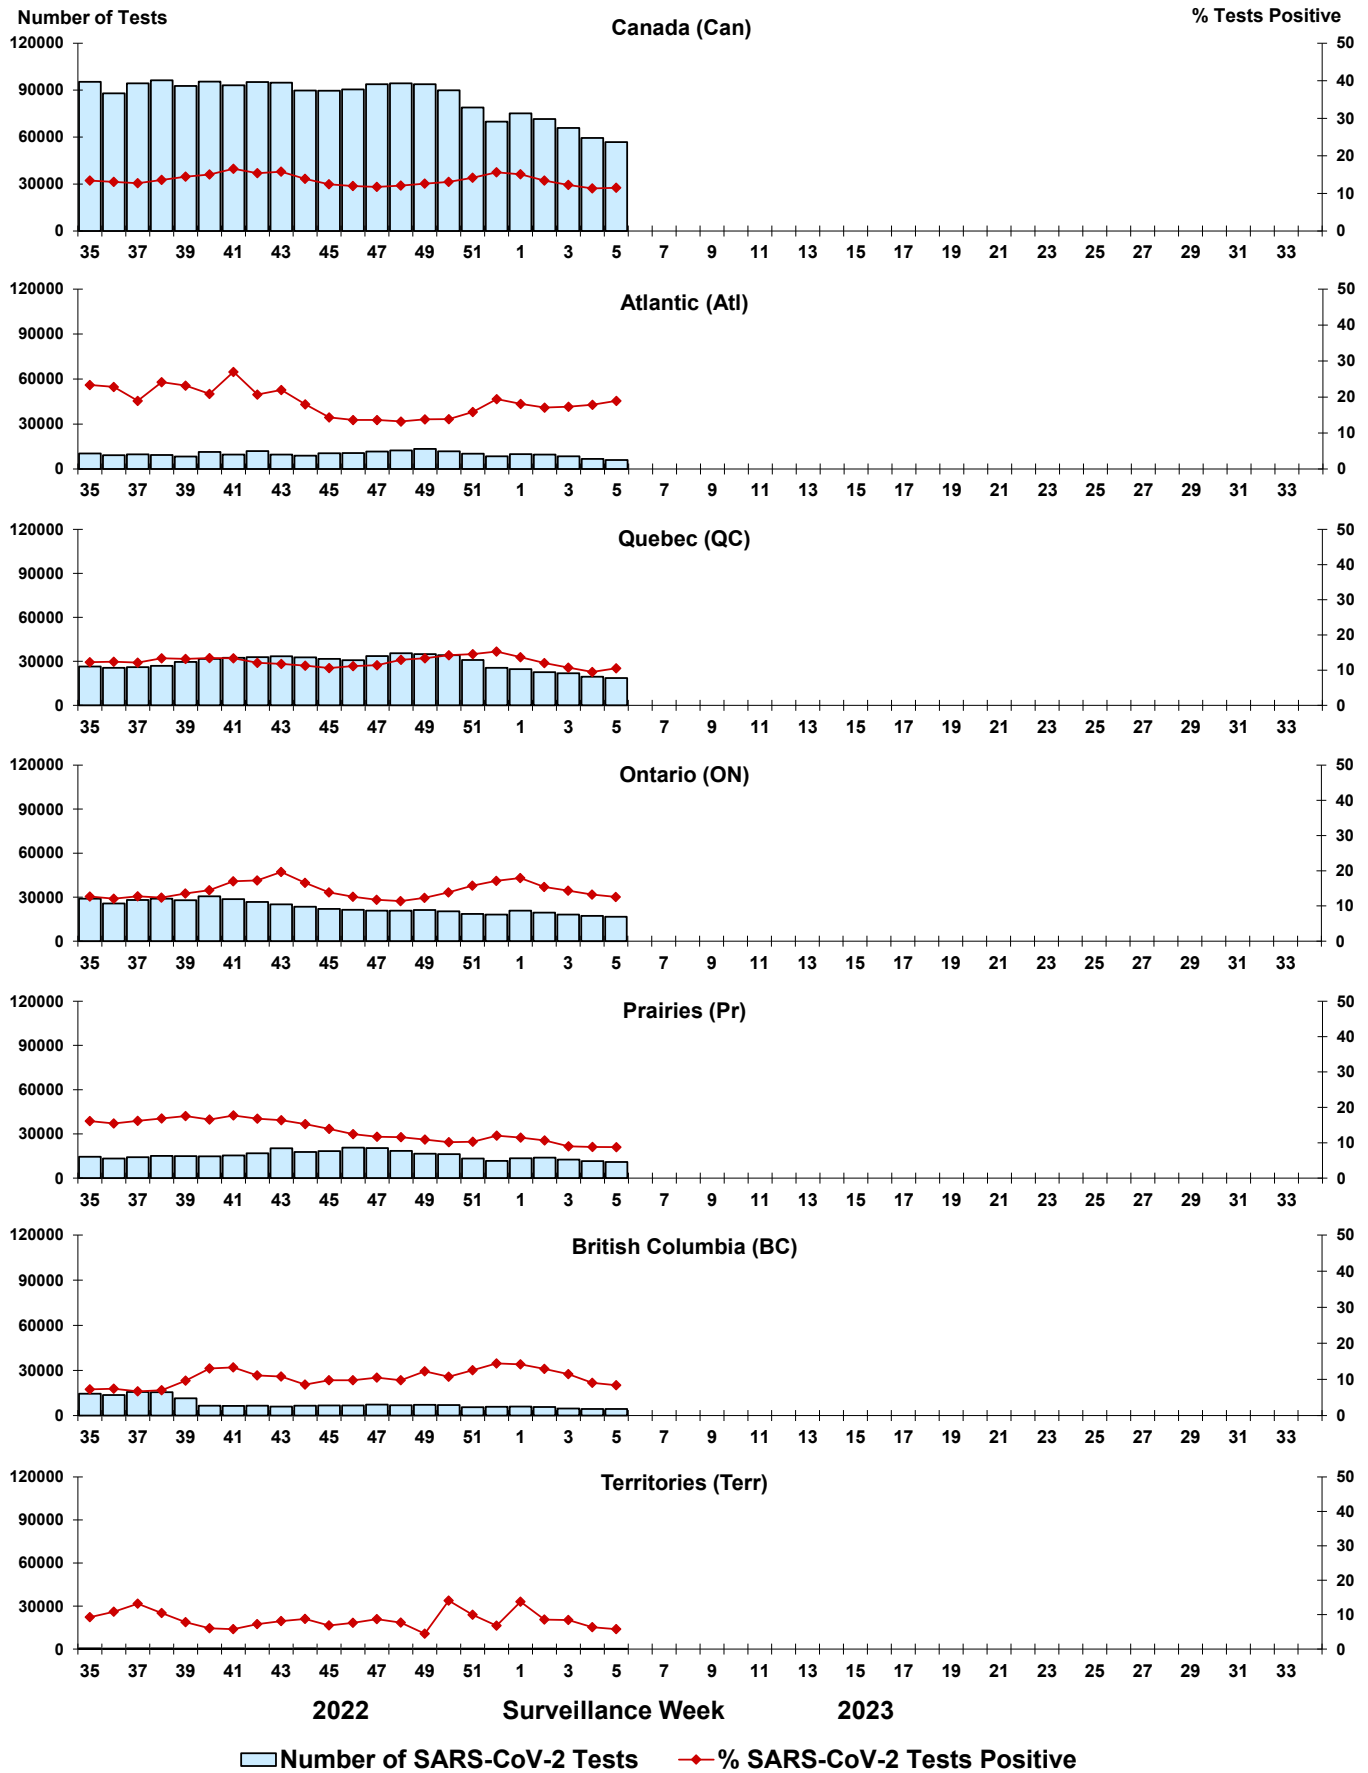 Number of Tests
% Tests Positive
Canada (Can)
120000 50
90000 40
60000 30
30000 20
0 10
0
35 37 39 41 43 45 47 49 51 1 3 5 7 9 11 13 15 17 19 21 23 25 27 29 31 33
Atlantic (Atl)
120000 50
90000 40
60000 30
30000 20
0 10
0
35 37 39 41 43 45 47 49 51 1 3 5 7 9 11 13 15 17 19 21 23 25 27 29 31 33
Quebec (QC)
120000 50
90000 40
60000 30
30000 20
0 10
0
35 37 39 41 43 45 47 49 51 1 3 5 7 9 11 13 15 17 19 21 23 25 27 29 31 33
Ontario (ON)
120000 50
90000 40
60000 30
30000 20
0 10
0
35 37 39 41 43 45 47 49 51 1 3 5 7 9 11 13 15 17 19 21 23 25 27 29 31 33
Prairies (Pr)
120000 50
90000 40
60000 30
30000 20
0 10
0
35 37 39 41 43 45 47 49 51 1 3 5 7 9 11 13 15 17 19 21 23 25 27 29 31 33
British Columbia (BC)
120000 50
90000 40
60000 30
30000 20
0 10
0
35 37 39 41 43 45 47 49 51 1 3 5 7 9 11 13 15 17 19 21 23 25 27 29 31 33
Territories (Terr)
120000 50
90000 40
60000 30
30000 20
0 10
0
35 37 39 41 43 45 47 49 51 1 3 5 7 9 11 13 15 17 19 21 23 25 27 29 31 33
2022 Surveillance Week 2023
Number of SARS-CoV-2 Tests % SARS-CoV-2 Tests Positive